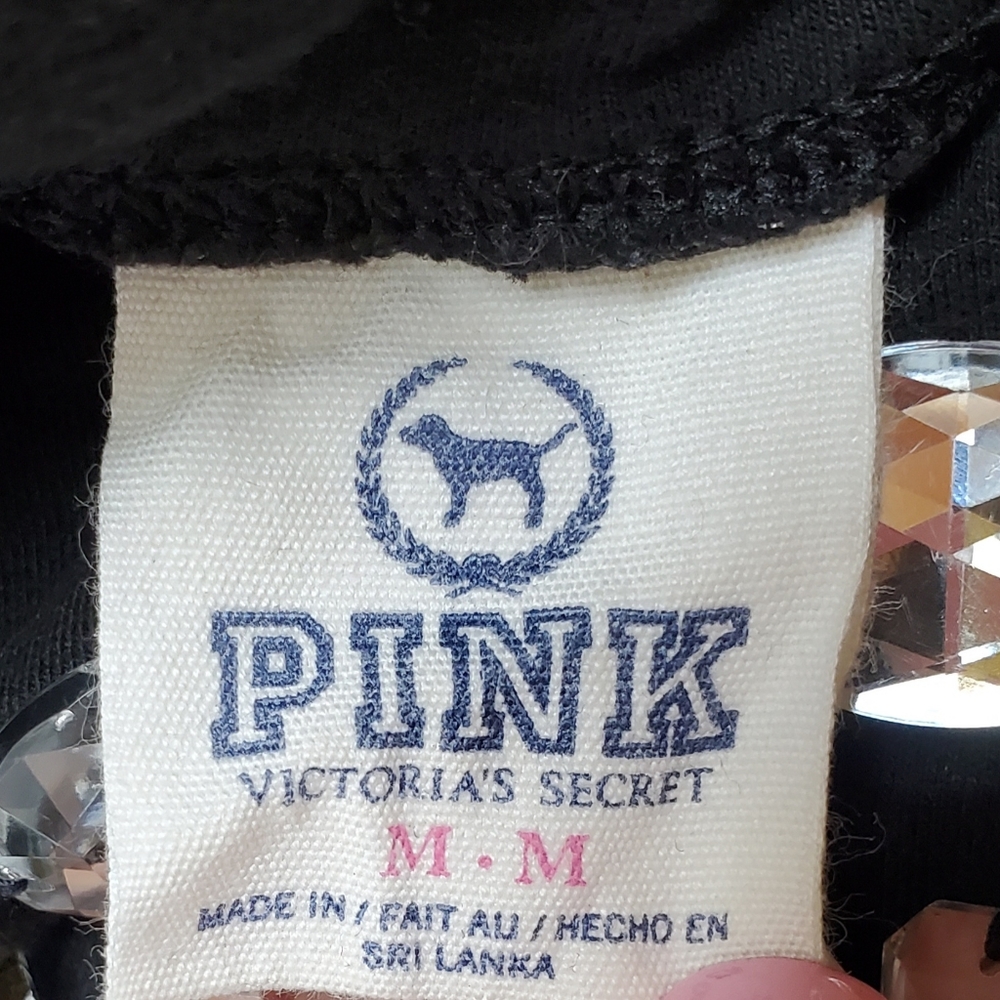 PINK
VICTORIA'S SECRET
M • M
MADE IN / FAIT AU / HECHO EN
SRI LANKA